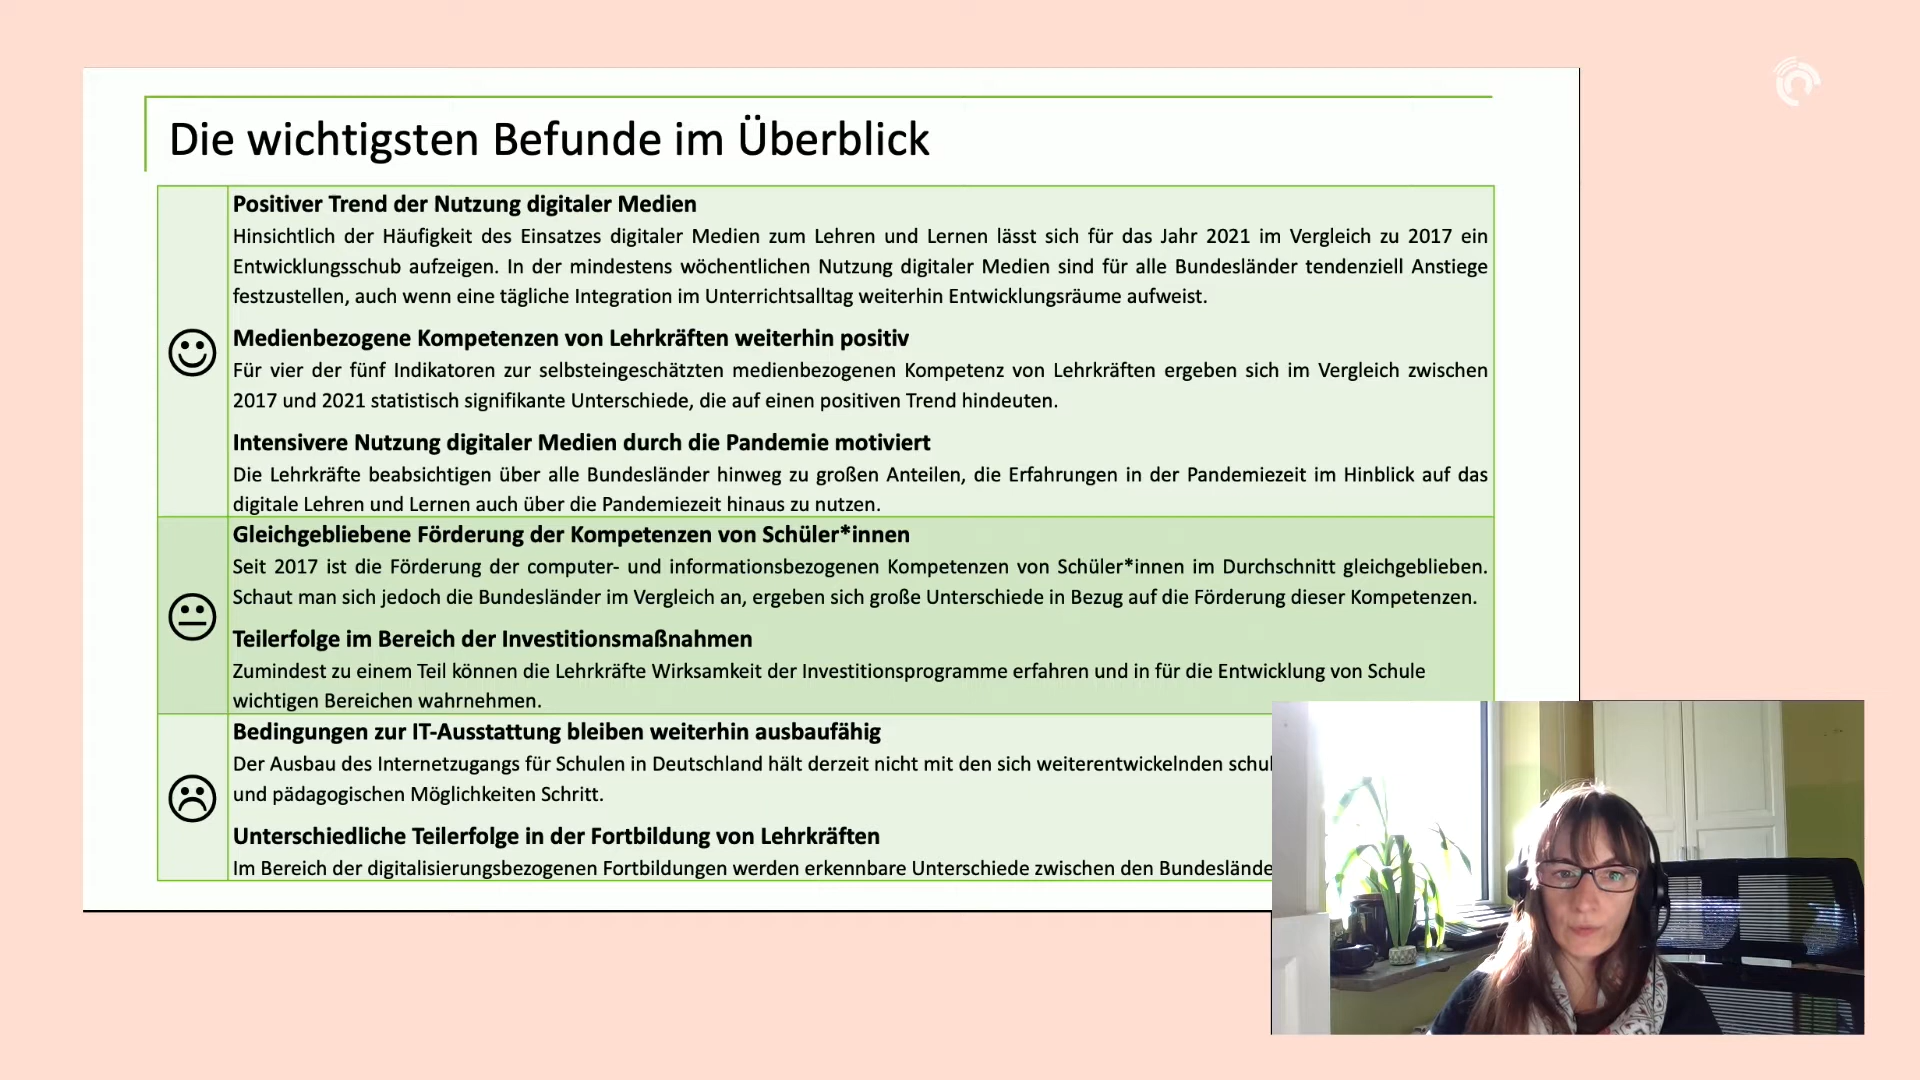 Die wichtigsten Befunde im Überblick
Positiver Trend der Nutzung digitaler Medien
Hinsichtlich der Häufigkeit des Einsatzes digitaler Medien zum Lehren und Lernen lässt sich für das Jahr 2021 im Vergleich zu 2017 ein
Entwicklungsschub aufzeigen. In der mindestens wöchentlichen Nutzung digitaler Medien sind für alle Bundesländer tendenziell Anstiege
festzustellen, auch wenn eine tägliche Integration im Unterrichtsalltag weiterhin Entwicklungsräume aufweist.
Medienbezogene Kompetenzen von Lehrkräften weiterhin positiv
Für vier der fünf Indikatoren zur selbsteingeschätzten medienbezogenen Kompetenz von Lehrkräften ergeben sich im Vergleich zwischen
2017 und 2021 statistisch signifikante Unterschiede, die auf einen positiven Trend hindeuten.
Intensivere Nutzung digitaler Medien durch die Pandemie motiviert
Die Lehrkräfte beabsichtigen über alle Bundesländer hinweg zu großen Anteilen, die Erfahrungen in der Pandemiezeit im Hinblick auf das
digitale Lehren und Lernen auch über die Pandemiezeit hinaus zu nutzen.
Gleichgebliebene Förderung der Kompetenzen von Schüler*innen
Seit 2017 ist die Förderung der computer- und informationsbezogenen Kompetenzen von Schüler*innen im Durchschnitt gleichgeblieben.
Schaut man sich jedoch die Bundesländer im Vergleich an, ergeben sich große Unterschiede in Bezug auf die Förderung dieser Kompetenzen.
Teilerfolge im Bereich der Investitionsmaßnahmen
Zumindest zu einem Teil können die Lehrkräfte Wirksamkeit der Investitionsprogramme erfahren und in für die Entwicklung von Schule
wichtigen Bereichen wahrnehmen.
Bedingungen zur IT-Ausstattung bleiben weiterhin ausbaufähig
Der Ausbau des Internetzugangs für Schulen in Deutschland hält derzeit nicht mit den sich weiterentwickelnden
und pädagogischen Möglichkeiten Schritt.
Unterschiedliche Teilerfolge in der Fortbildung von Lehrkräften
Im Bereich der digitalisierungsbezogenen Fortbildungen werden erkennbare Unterschiede zwischen den